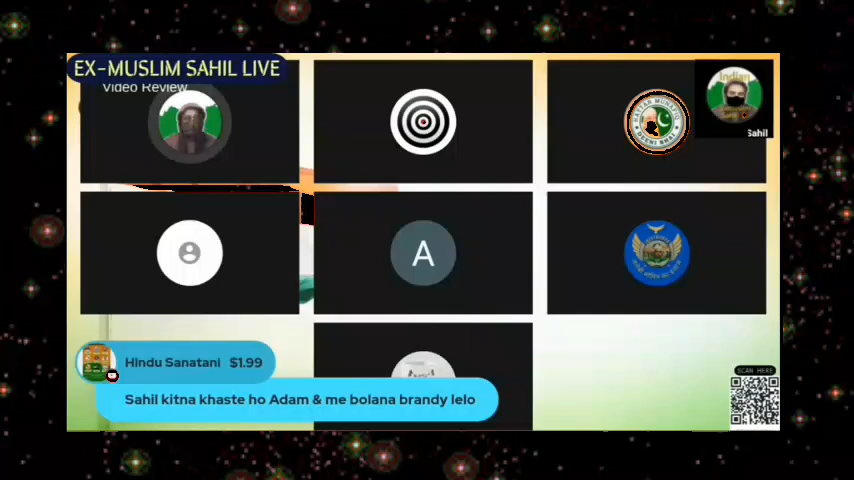 EX-MUSLIM SAHIL LIVE
Video Review
Indian
Sahil
A
Hindu Sanatani $1.99
Sahil kitna khaste ho Adam & me bolana brandy lelo
SCAN HERE